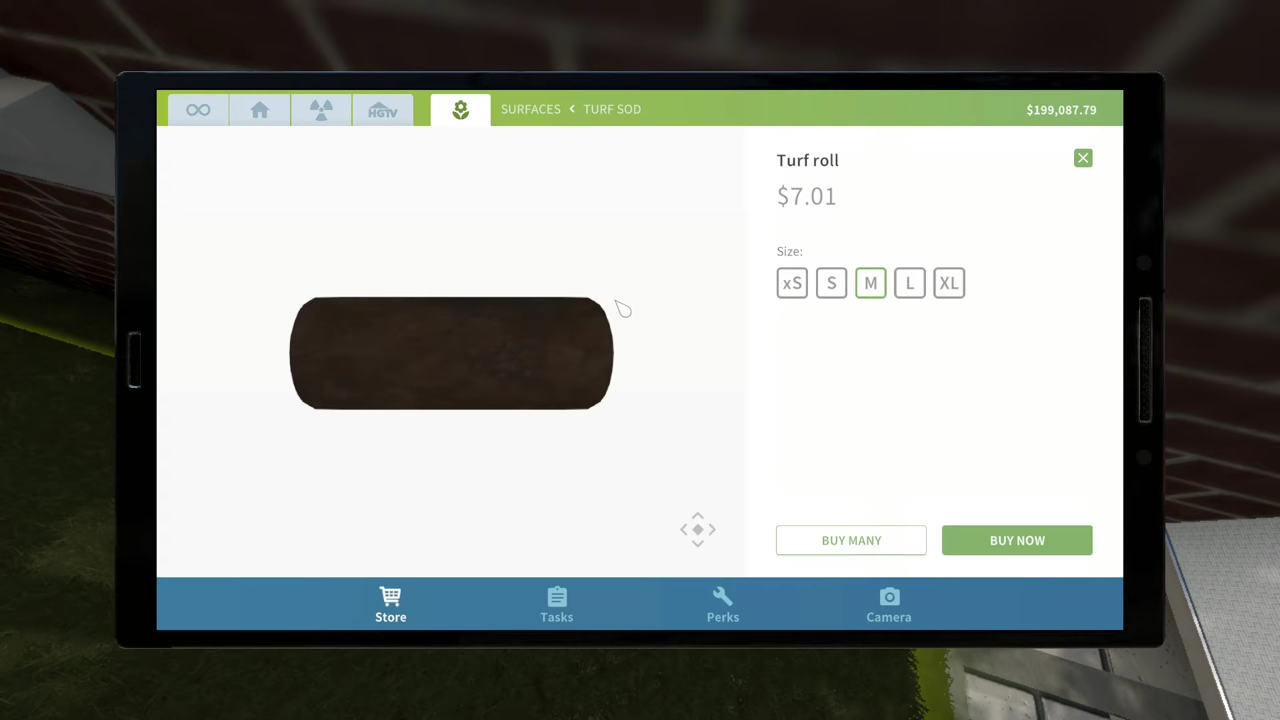 HGTV
SURFACES < TURF SOD
$199,087.79
Turf roll
$7.01
Size:
xS S M L XL
BUY MANY
BUY NOW
Store
Tasks
Perks
Camera